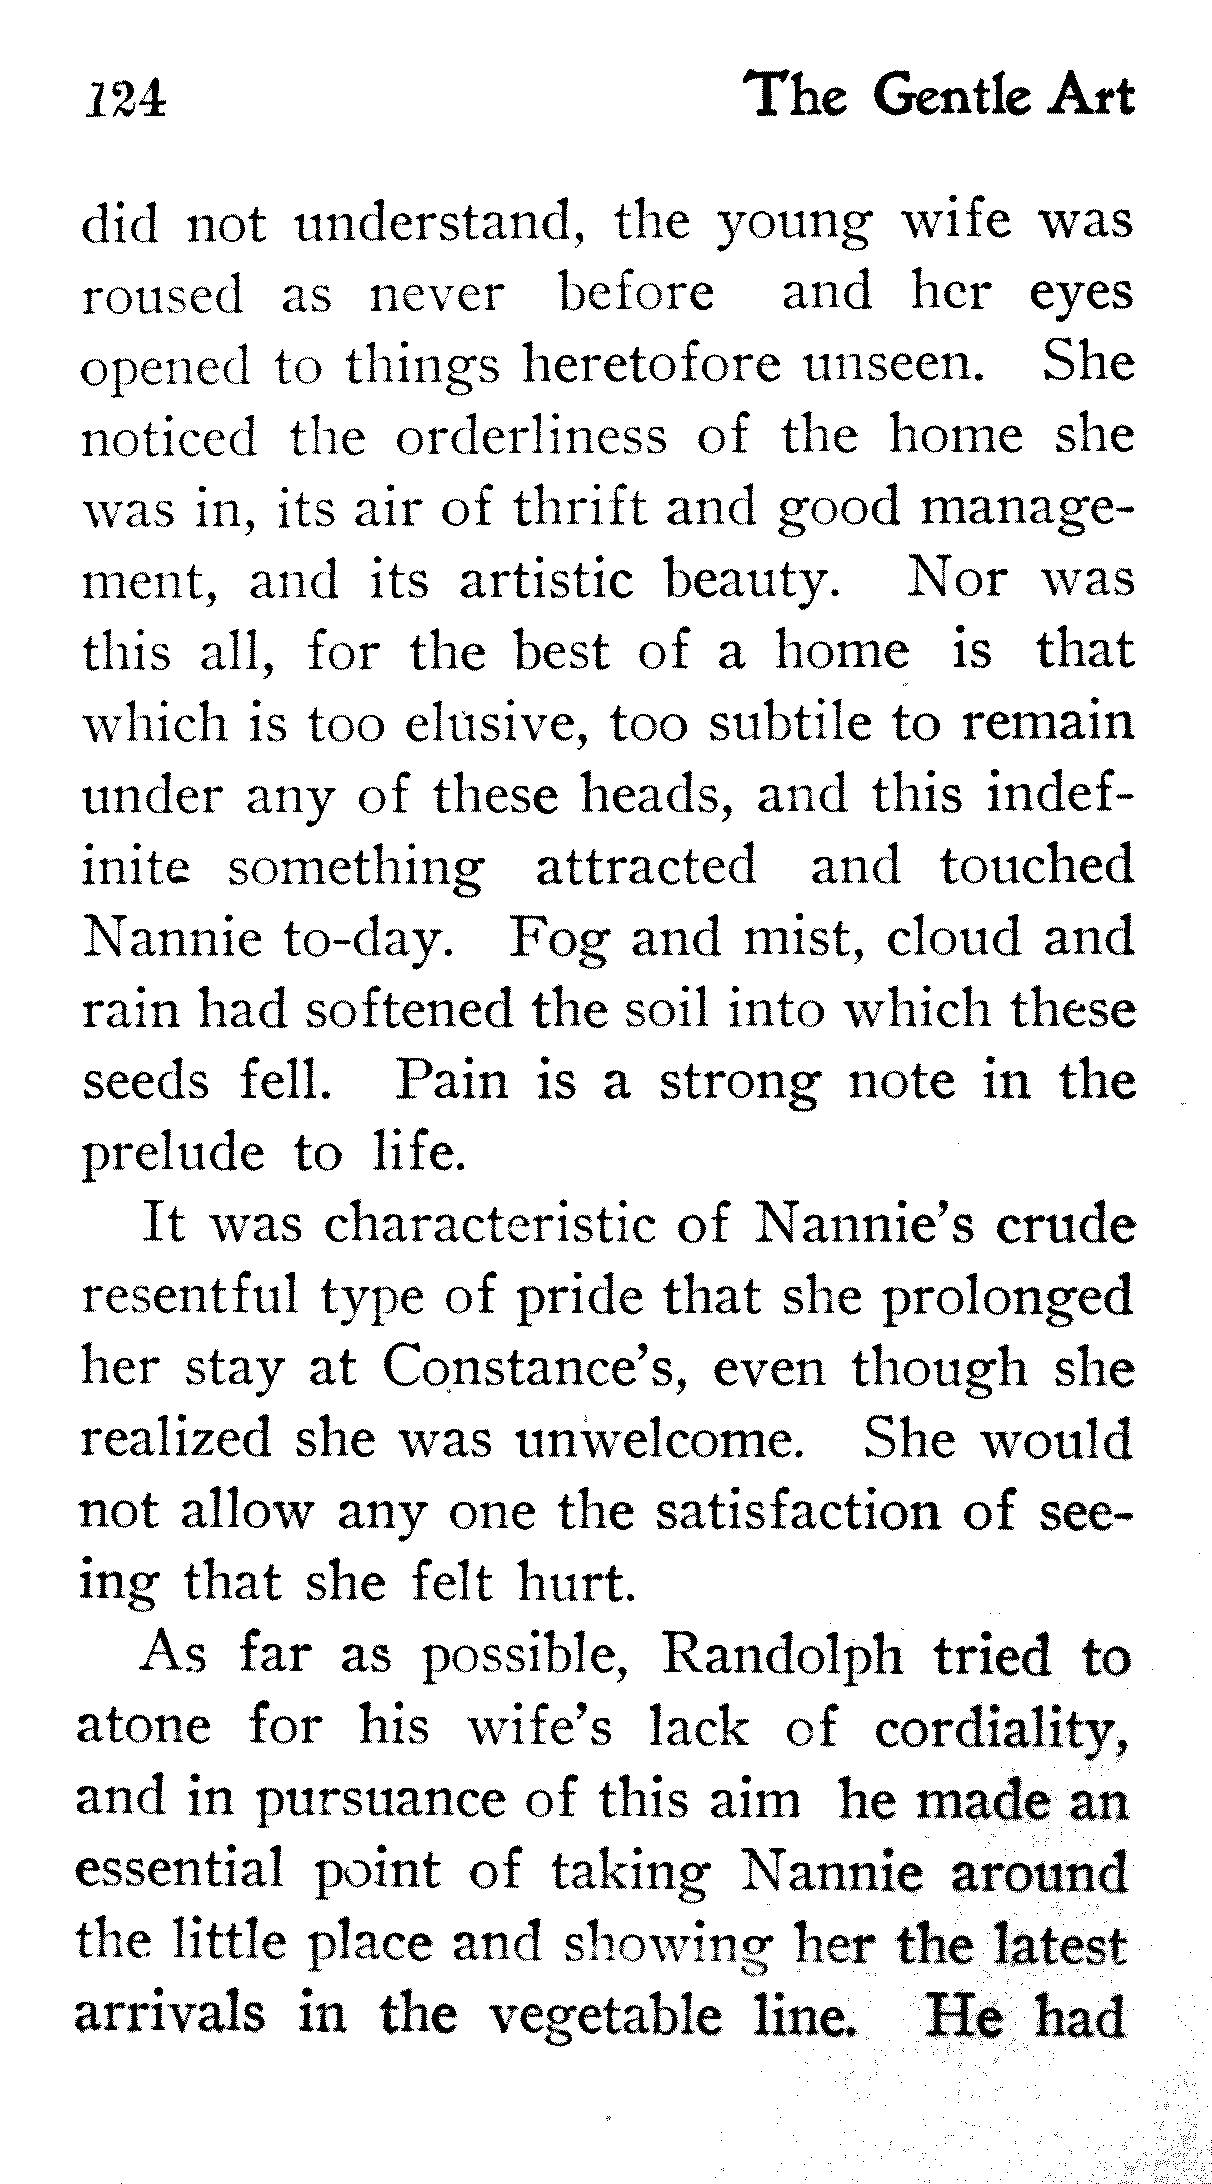 124 The Gentle Art
did not understand, the young wife was
roused as never before and her eyes
opened to things heretofore unseen. She
noticed the orderliness of the home she
was in, its air of thrift and good manage-
ment, and its artistic beauty. Nor was
this all, for the best of a home is that
which is too elusive, too subtile to remain
under any of these heads, and this indef-
inite something attracted and touched
Nannie to-day. Fog and mist, cloud and
rain had softened the soil into which these
seeds fell. Pain is a strong note in the
prelude to life.
It was characteristic of Nannie's crude
resentful type of pride that she prolonged
her stay at Constance's, even though she
realized she was unwelcome. She would
not allow any one the satisfaction of see-
ing that she felt hurt.
As far as possible, Randolph tried to
atone for his wife's lack of cordiality,
and in pursuance of this aim he made an
essential point of taking Nannie around
the little place and showing her the latest
arrivals in the vegetable line. He had